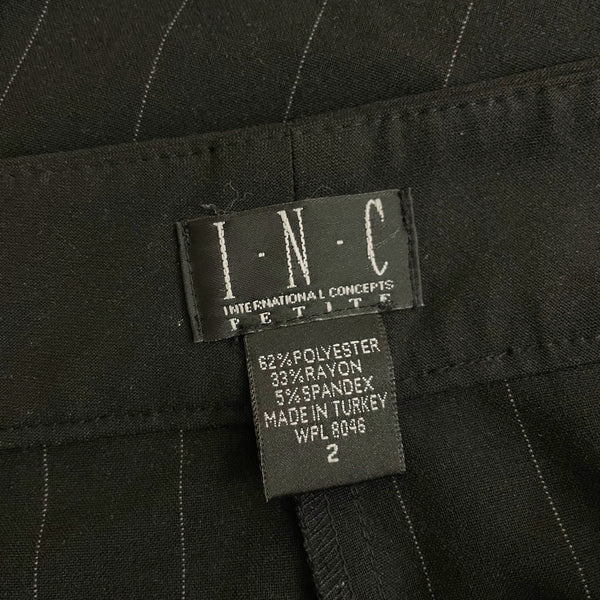 I·N·C
INTERNATIONAL CONCEPTS
PETITE
62%POLYESTER
33%RAYON
5%SPANDEX
MADE IN TURKEY
WPL 8046
2